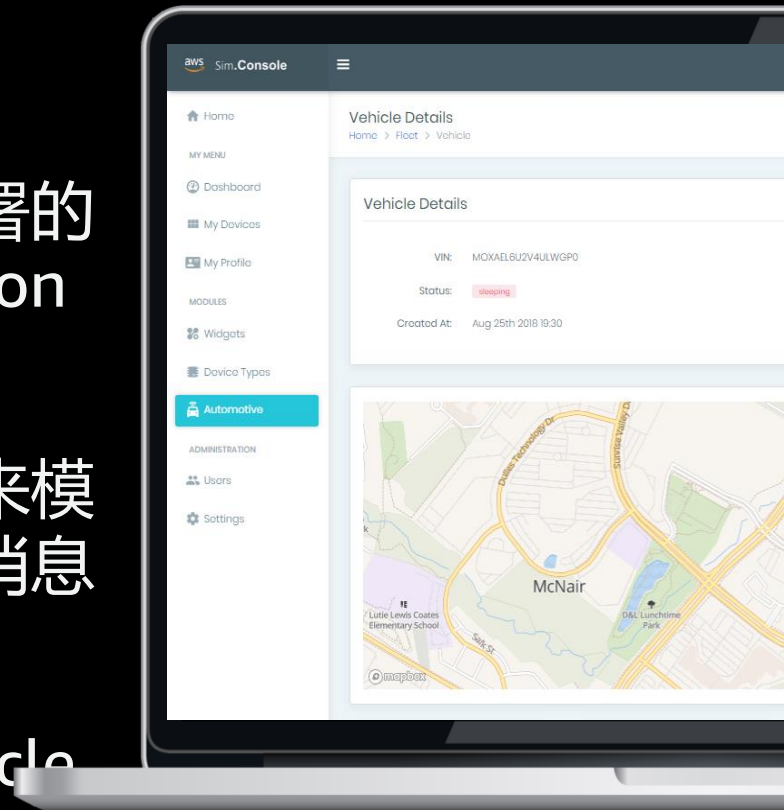 署的
on
来模
消息
cle
aws Sim.Console
Home
MY MENU
Dashboard
My Devices
My Profile
MODULES
Widgets
Device Types
Automotive
ADMINISTRATION
Users
Settings
Vehicle Details
Home > Fleet > Vehicle
Vehicle Details
VIN: MOXAEL6U2V4ULWGP0
Status: sleeping
Created At: Aug 25th 2018 19:30
Dulles Technology Dr
Sunrise Valley D
McNair
Lutie Lewis Coates
Elementary School
D&L Lunchtime
Park
Salk St
mapbox